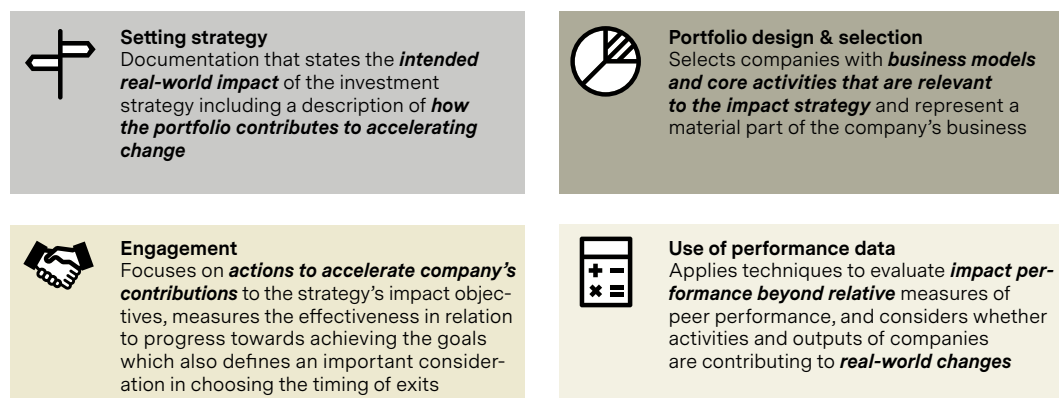 Setting strategy
Documentation that states the intended
real-world impact of the investment
strategy including a description of how
the portfolio contributes to accelerating
change
Portfolio design & selection
Selects companies with business models
and core activities that are relevant
to the impact strategy and represent a
material part of the company’s business
Engagement
Focuses on actions to accelerate company’s
contributions to the strategy’s impact objec-
tives, measures the effectiveness in relation
to progress towards achieving the goals
which also defines an important consider-
ation in choosing the timing of exits
Use of performance data
Applies techniques to evaluate impact per-
formance beyond relative measures of
peer performance, and considers whether
activities and outputs of companies
are contributing to real-world changes